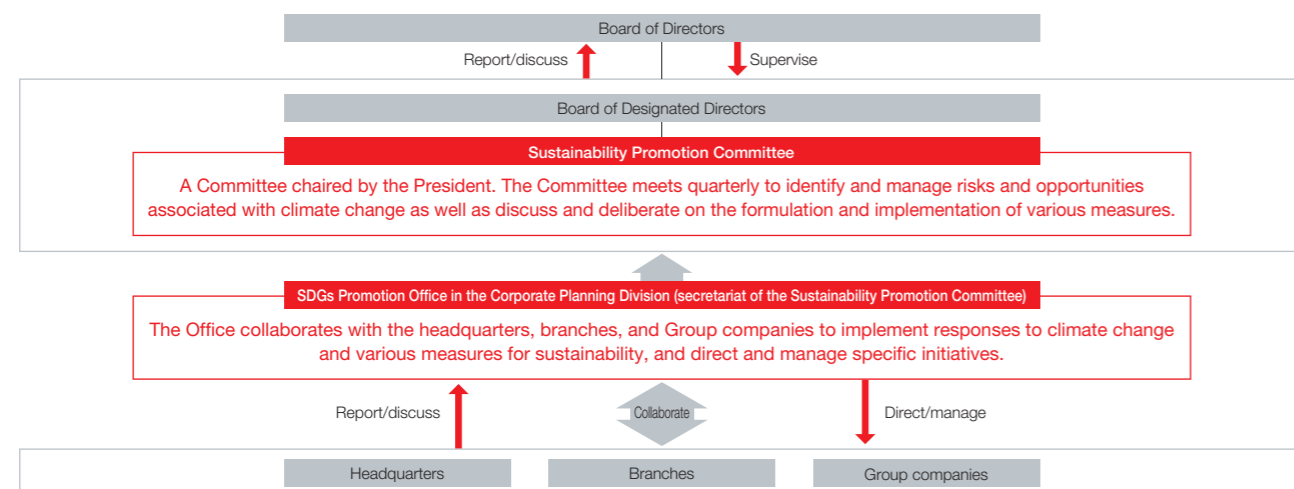 Board of Directors
Report/discuss
Supervise
Board of Designated Directors
Sustainability Promotion Committee
A Committee chaired by the President. The Committee meets quarterly to identify and manage risks and opportunities
associated with climate change as well as discuss and deliberate on the formulation and implementation of various measures.
SDGs Promotion Office in the Corporate Planning Division (secretariat of the Sustainability Promotion Committee)
The Office collaborates with the headquarters, branches, and Group companies to implement responses to climate change
and various measures for sustainability, and direct and manage specific initiatives.
Report/discuss
Collaborate
Direct/manage
Headquarters
Branches
Group companies